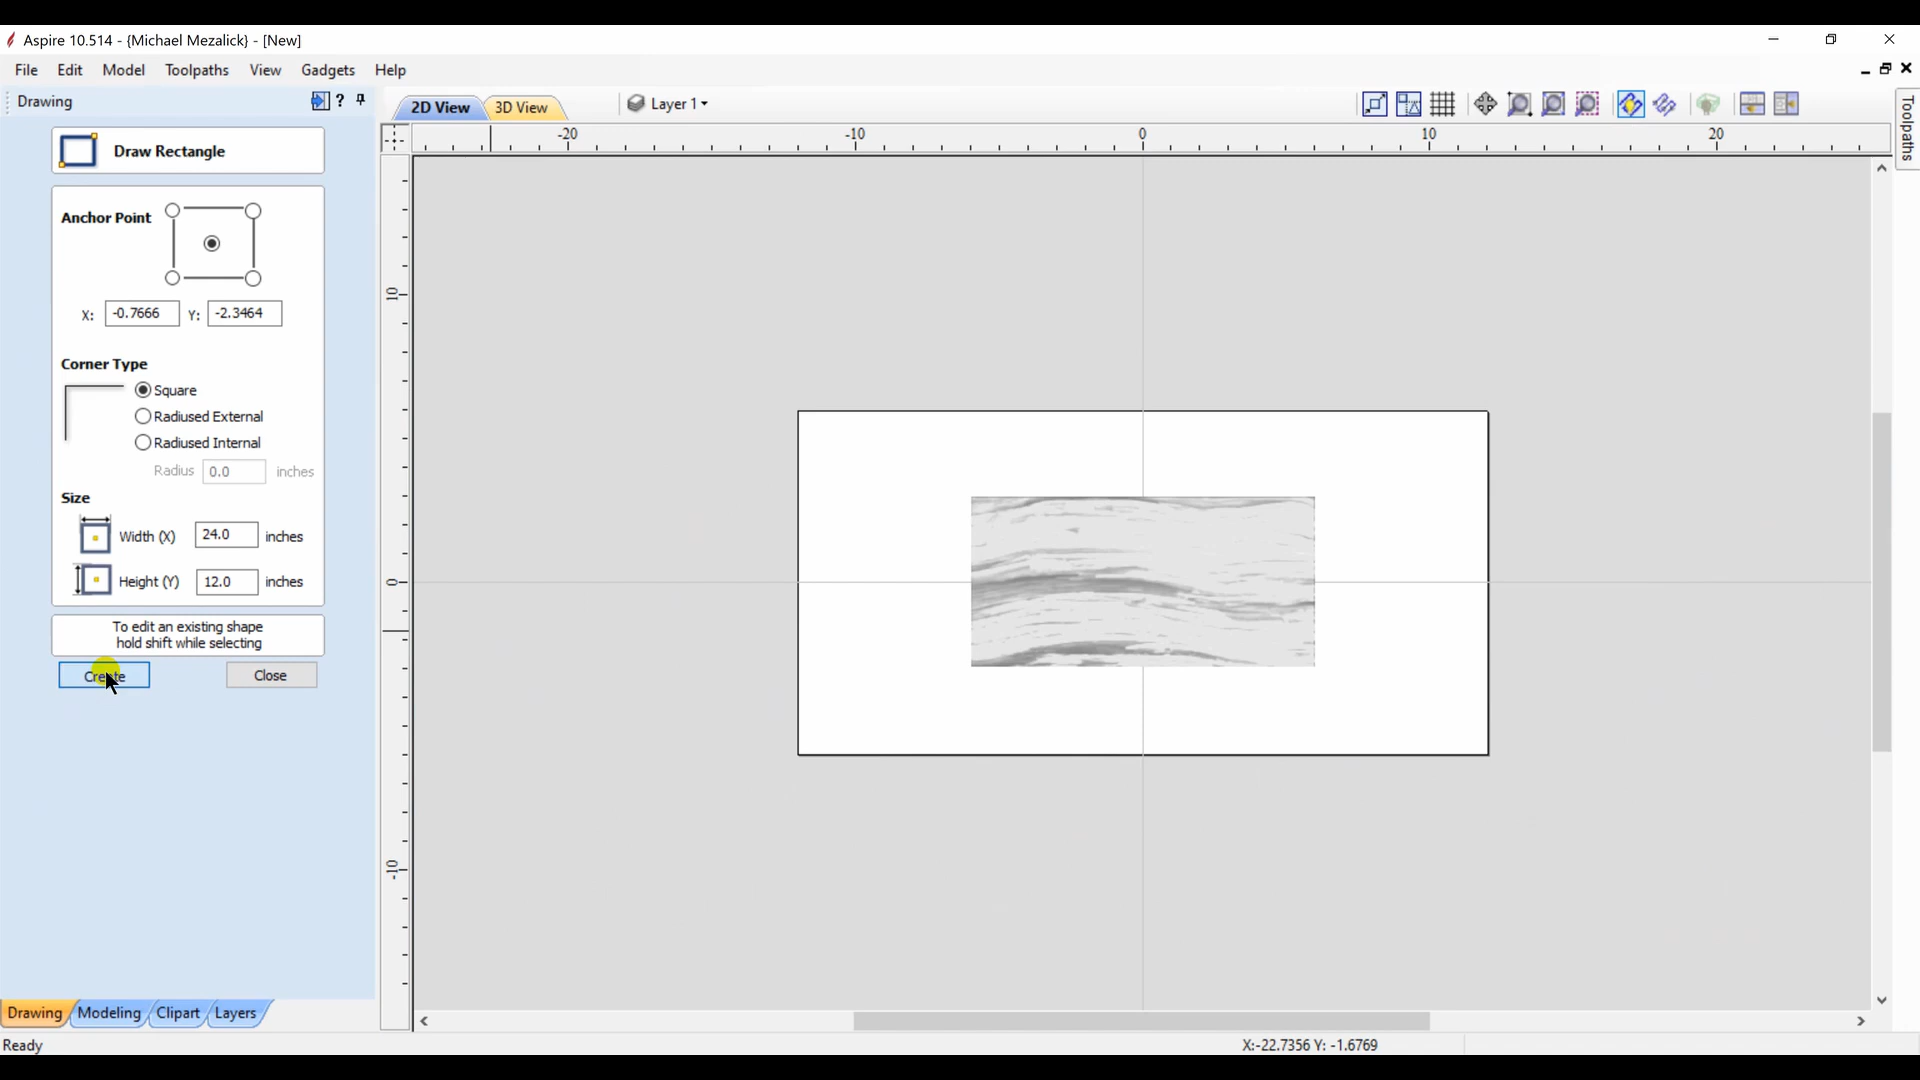 Aspire 10.514 - {Michael Mezalick} - [New]
File Edit Model Toolpaths View Gadgets Help
Drawing ?
2D View 3D View Layer 1
Toolpaths
-20 -10 0 10 20
Draw Rectangle
Anchor Point
X: -0.7666 Y: -2.3464
Corner Type
Square
Radiused External
Radiused Internal
Radius 0.0 inches
Size
Width (X) 24.0 inches
Height (Y) 12.0 inches
To edit an existing shape
hold shift while selecting
Create Close
10
0
-10
Drawing Modeling Clipart Layers
Ready X:-22.7356 Y: -1.6769